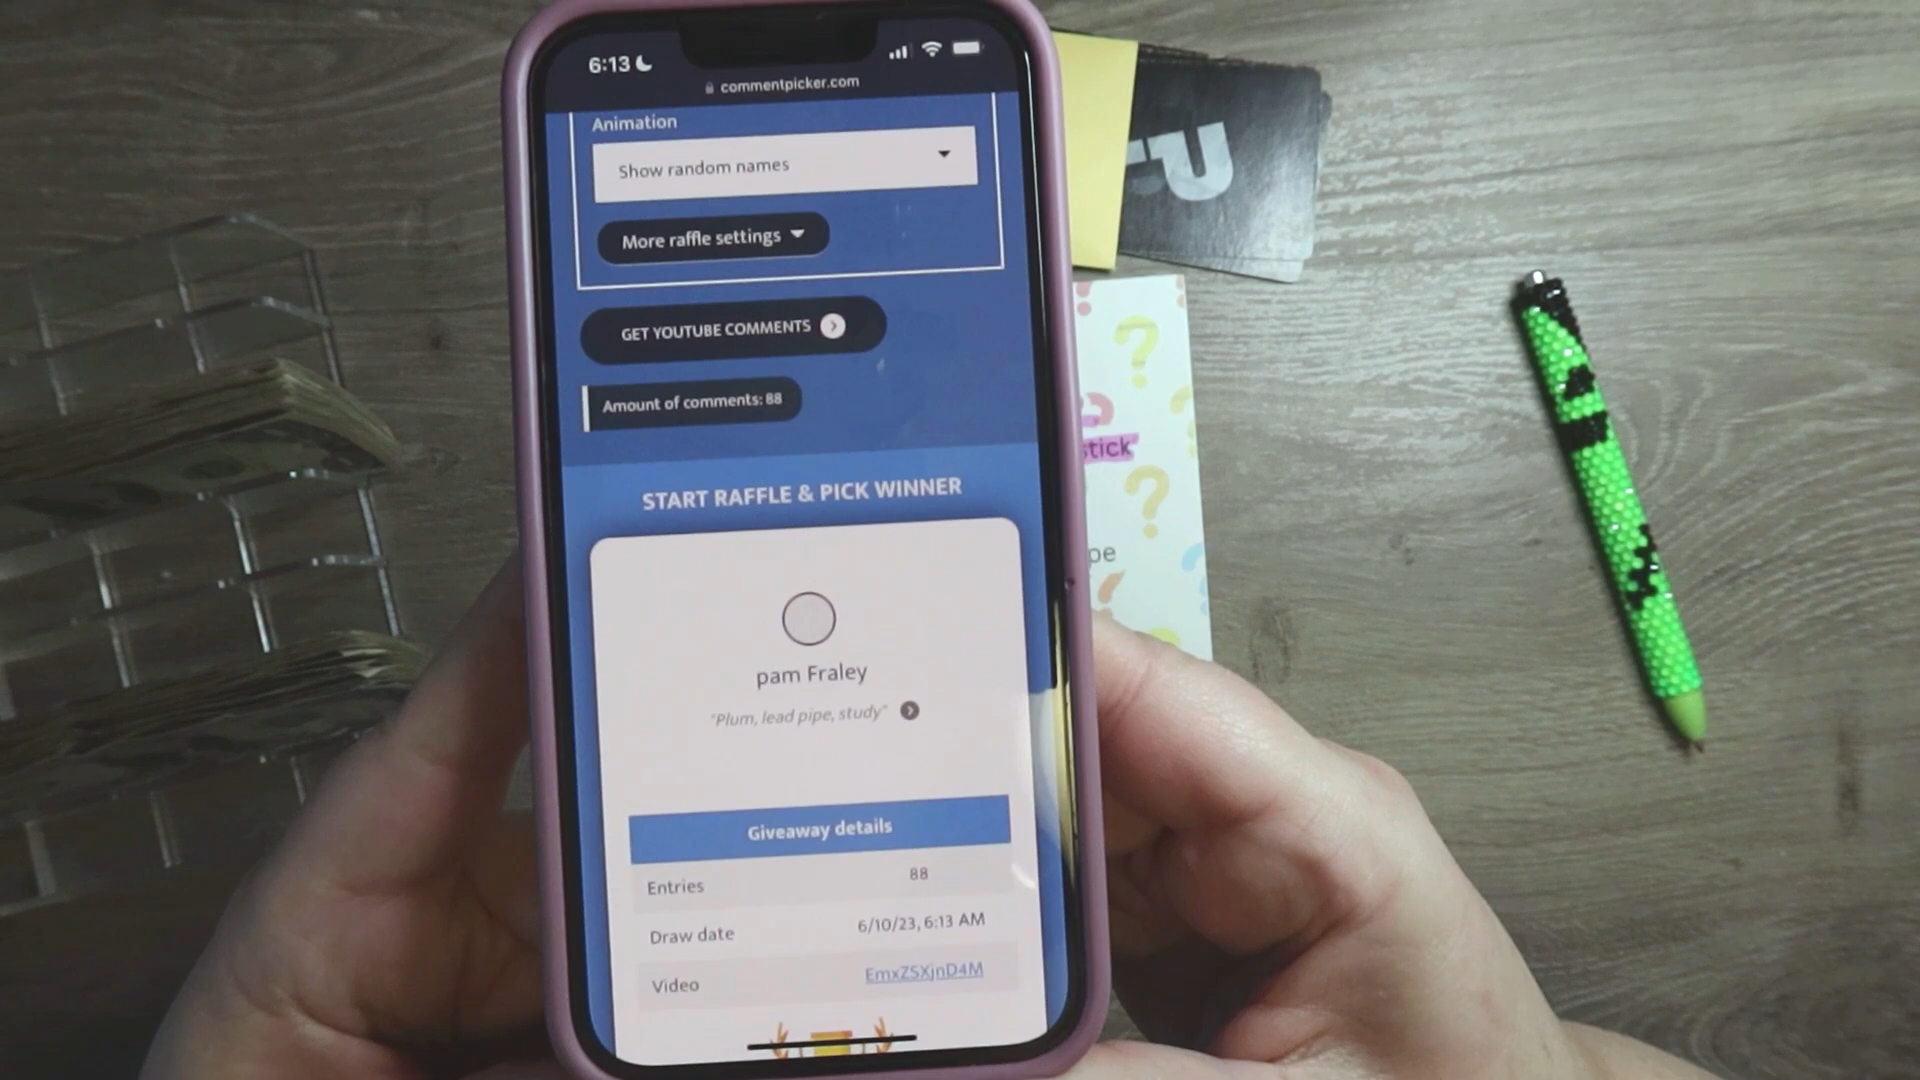 6:13
commentpicker.com
Animation
Show random names
More raffle settings
GET YOUTUBE COMMENTS
Amount of comments: 88
START RAFFLE & PICK WINNER
pam Fraley
"Plum, lead pipe, study"
Giveaway details
Entries 88
Draw date 6/10/23, 6:13 AM
Video EmxZSXjnD4M
stick
pe